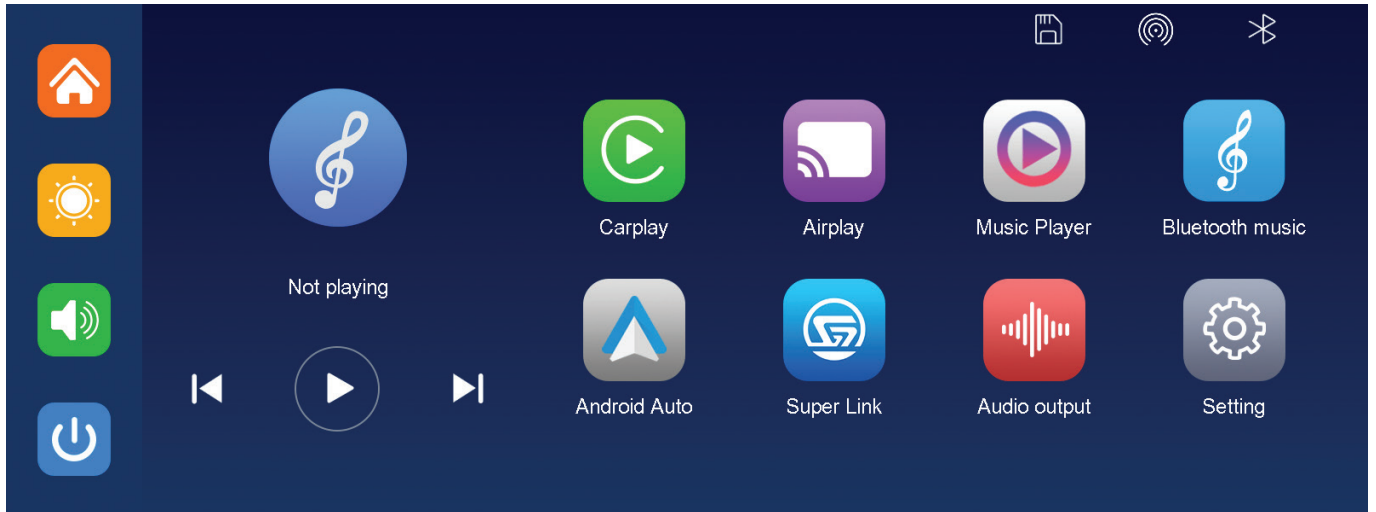 Not playing
Carplay
Airplay
Music Player
Bluetooth music
Android Auto
Super Link
Audio output
Setting